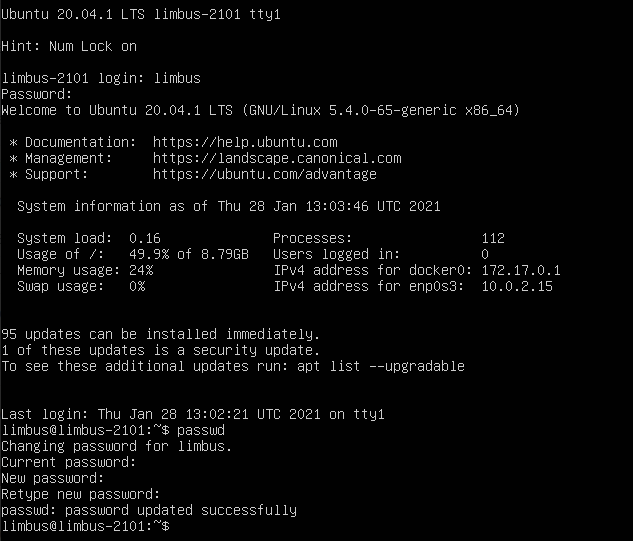 Ubuntu 20.04.1 LTS limbus-2101 tty1
Hint: Num Lock on
limbus-2101 login: limbus
Password:
Welcome to Ubuntu 20.04.1 LTS (GNU/Linux 5.4.0-65-generic x86_64)
* Documentation:  https://help.ubuntu.com
* Management:     https://landscape.canonical.com
* Support:        https://ubuntu.com/advantage
System information as of Thu 28 Jan 13:03:46 UTC 2021
System load:  0.16              Processes:                112
Usage of /:   49.9% of 8.79GB   Users logged in:          0
Memory usage: 24%               IPv4 address for docker0: 172.17.0.1
Swap usage:   0%                IPv4 address for enp0s3:  10.0.2.15
95 updates can be installed immediately.
1 of these updates is a security update.
To see these additional updates run: apt list --upgradable
Last login: Thu Jan 28 13:02:21 UTC 2021 on tty1
limbus@limbus-2101:~$ passwd
Changing password for limbus.
Current password:
New password:
Retype new password:
passwd: password updated successfully
limbus@limbus-2101:~$